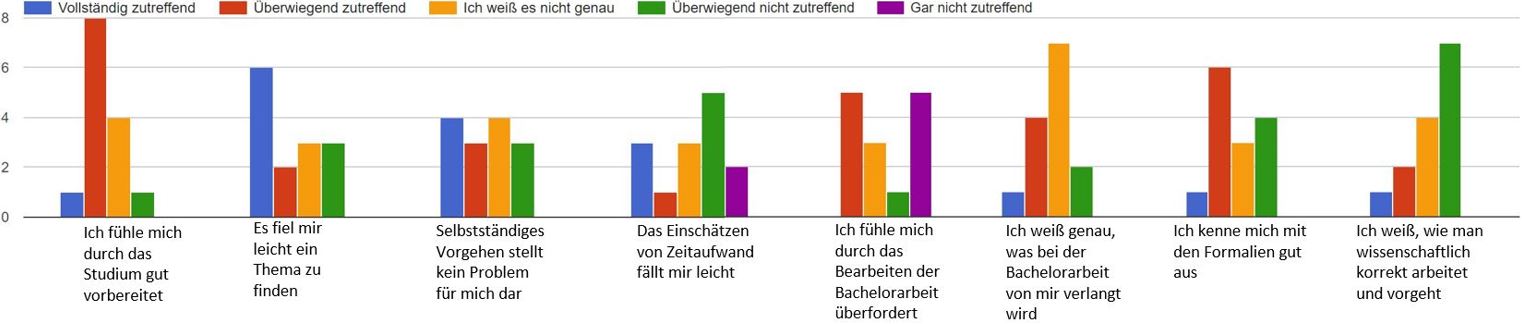 Vollständig zutreffend Überwiegend zutreffend Ich weiß es nicht genau Überwiegend nicht zutreffend Gar nicht zutreffend
8
6
4
2
0
Ich fühle mich
durch das
Studium gut
vorbereitet
Es fiel mir
leicht ein
Thema zu
finden
Selbstständiges
Vorgehen stellt
kein Problem
für mich dar
Das Einschätzen
von Zeitaufwand
fällt mir leicht
Ich fühle mich
durch das
Bearbeiten der
Bachelorarbeit
überfordert
Ich weiß genau,
was bei der
Bachelorarbeit
von mir verlangt
wird
Ich kenne mich mit
den Formalien gut
aus
Ich weiß, wie man
wissenschaftlich
korrekt arbeitet
und vorgeht